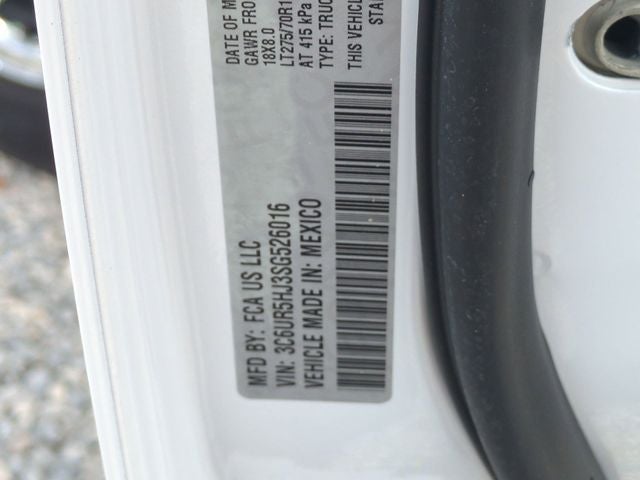 MFD BY: FCA US LLC
DATE OF M
GAWR FRO
18X8.0
LT275/70R1
AT 415 kPa
VIN: 3C6UR5HJ3SG526016
TYPE: TRUC
VEHICLE MADE IN: MEXICO
THIS VEHIC